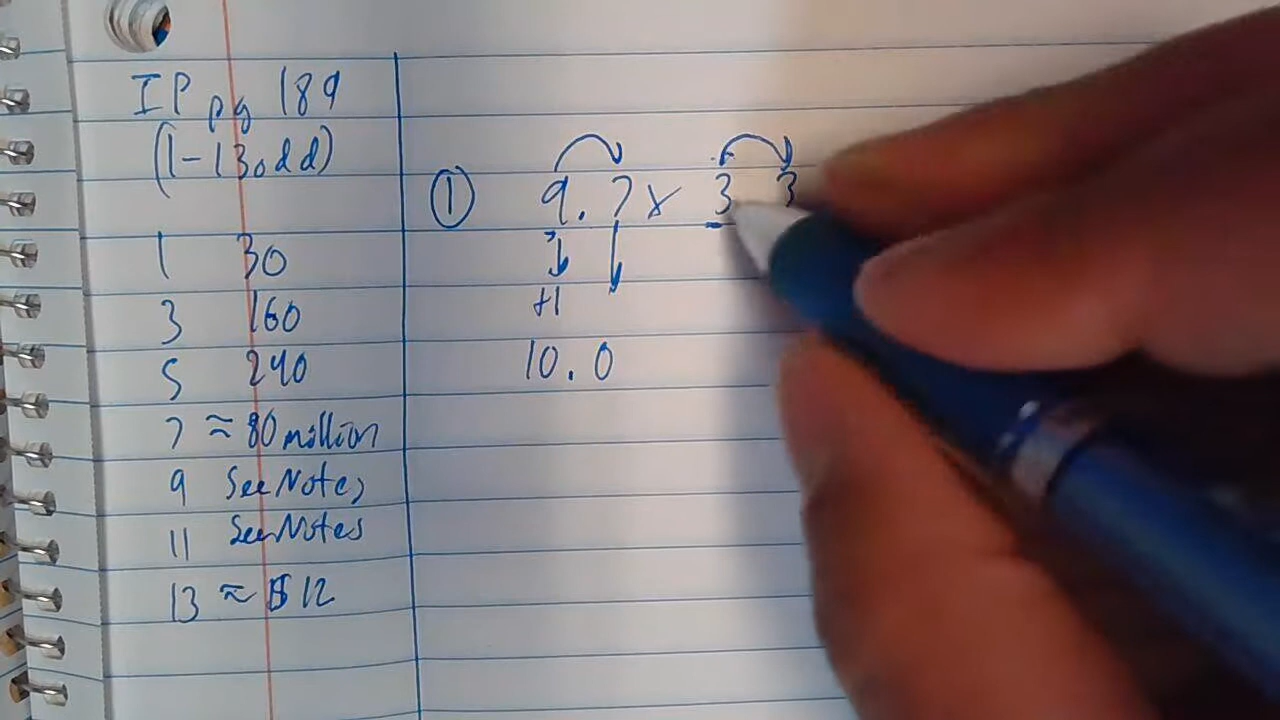 IP pg 189
(1-13odd)
1 30
3 160
5 240
7 ≈ 80 million
9 See Notes
11 See Notes
13 ≈ $12
① 9.7 x 3 3
+1
10.0